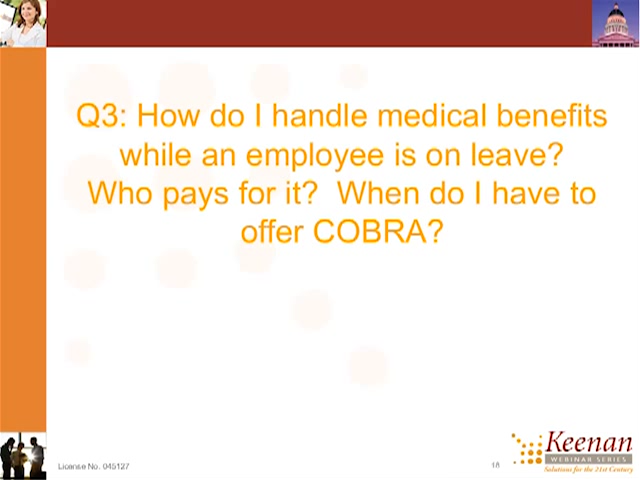 Q3: How do I handle medical benefits
while an employee is on leave?
Who pays for it?  When do I have to
offer COBRA?
License No. 045127
18
Keenan
WEBINAR SERIES
Solutions for the 21st Century